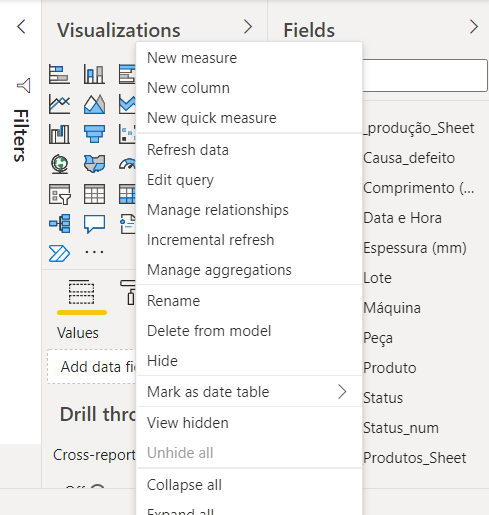 Visualizations
Fields
Filters
New measure
New column
New quick measure
Refresh data
Edit query
Manage relationships
Incremental refresh
Manage aggregations
Rename
Delete from model
Hide
Mark as date table
View hidden
Unhide all
Collapse all
Expand all
Values
Add data fie
Drill thro
Cross-report
Off
_produção_Sheet
Causa_defeito
Comprimento (...
Data e Hora
Espessura (mm)
Lote
Máquina
Peça
Produto
Status
Status_num
Produtos_Sheet